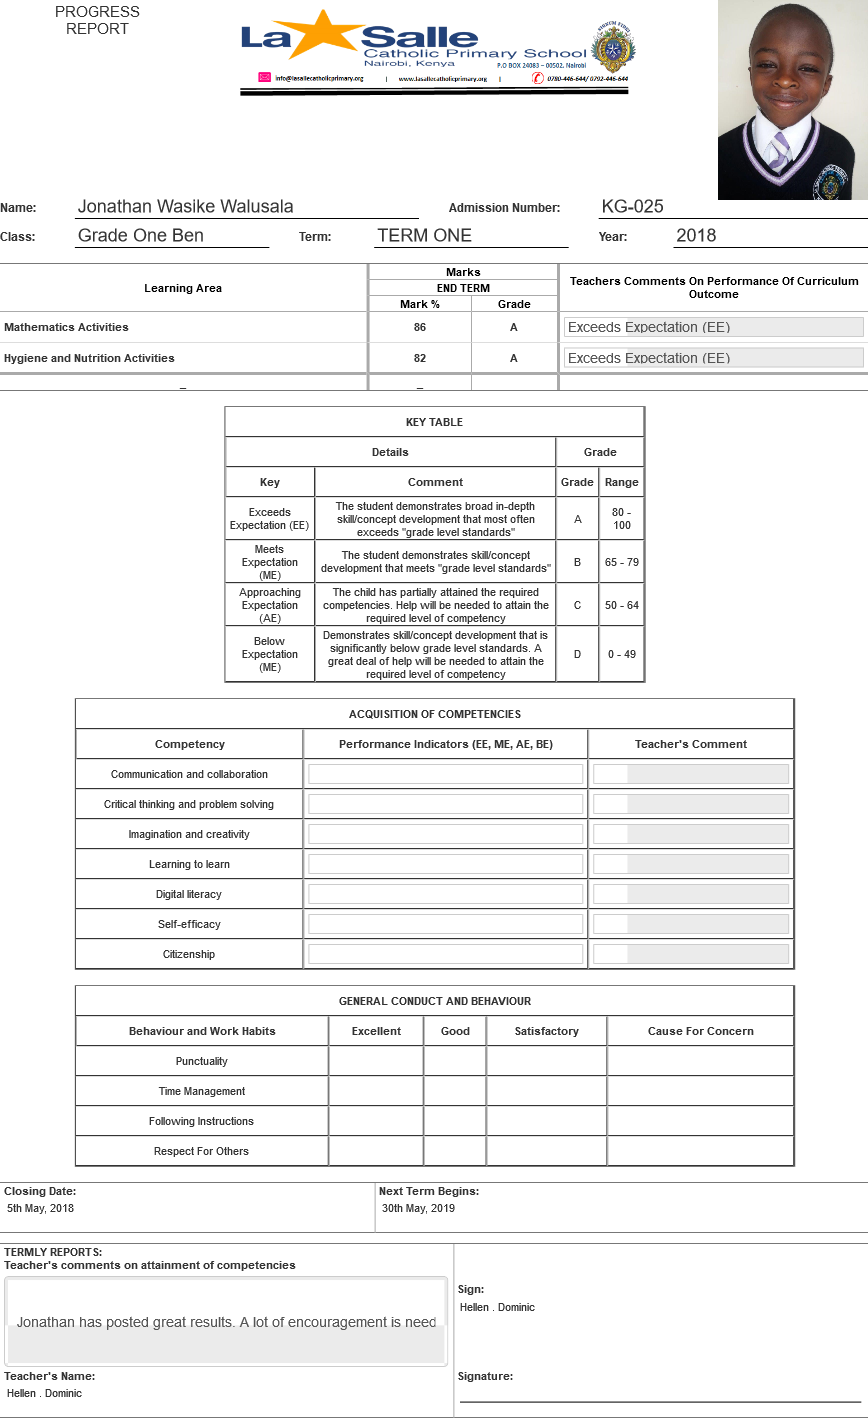 PROGRESS
REPORT
La Salle
Catholic Primary School
Nairobi, Kenya
P.O BOX 24083 – 00502, Nairobi
info@lasallecatholicprimary.org | www.lasallecatholicprimary.org | 0780-446-644/ 0792-446-644
Name: Jonathan Wasike Walusala Admission Number: KG-025
Class: Grade One Ben Term: TERM ONE Year: 2018
Learning Area Marks Teachers Comments On Performance Of Curriculum Outcome
END TERM
Mark % Grade
Mathematics Activities 86 A Exceeds Expectation (EE)
Hygiene and Nutrition Activities 82 A Exceeds Expectation (EE)
_ _
KEY TABLE
Details Grade
Key Comment Grade Range
Exceeds Expectation (EE) The student demonstrates broad in-depth skill/concept development that most often exceeds "grade level standards" A 80 - 100
Meets Expectation (ME) The student demonstrates skill/concept development that meets "grade level standards" B 65 - 79
Approaching Expectation (AE) The child has partially attained the required competencies. Help will be needed to attain the required level of competency C 50 - 64
Below Expectation (ME) Demonstrates skill/concept development that is significantly below grade level standards. A great deal of help will be needed to attain the required level of competency D 0 - 49
ACQUISITION OF COMPETENCIES
Competency Performance Indicators (EE, ME, AE, BE) Teacher's Comment
Communication and collaboration
Critical thinking and problem solving
Imagination and creativity
Learning to learn
Digital literacy
Self-efficacy
Citizenship
GENERAL CONDUCT AND BEHAVIOUR
Behaviour and Work Habits Excellent Good Satisfactory Cause For Concern
Punctuality
Time Management
Following Instructions
Respect For Others
Closing Date: Next Term Begins:
5th May, 2018 30th May, 2019
TERMLY REPORTS:
Teacher's comments on attainment of competencies
Jonathan has posted great results. A lot of encouragement is need
Sign:
Hellen . Dominic
Teacher's Name: Signature:
Hellen . Dominic